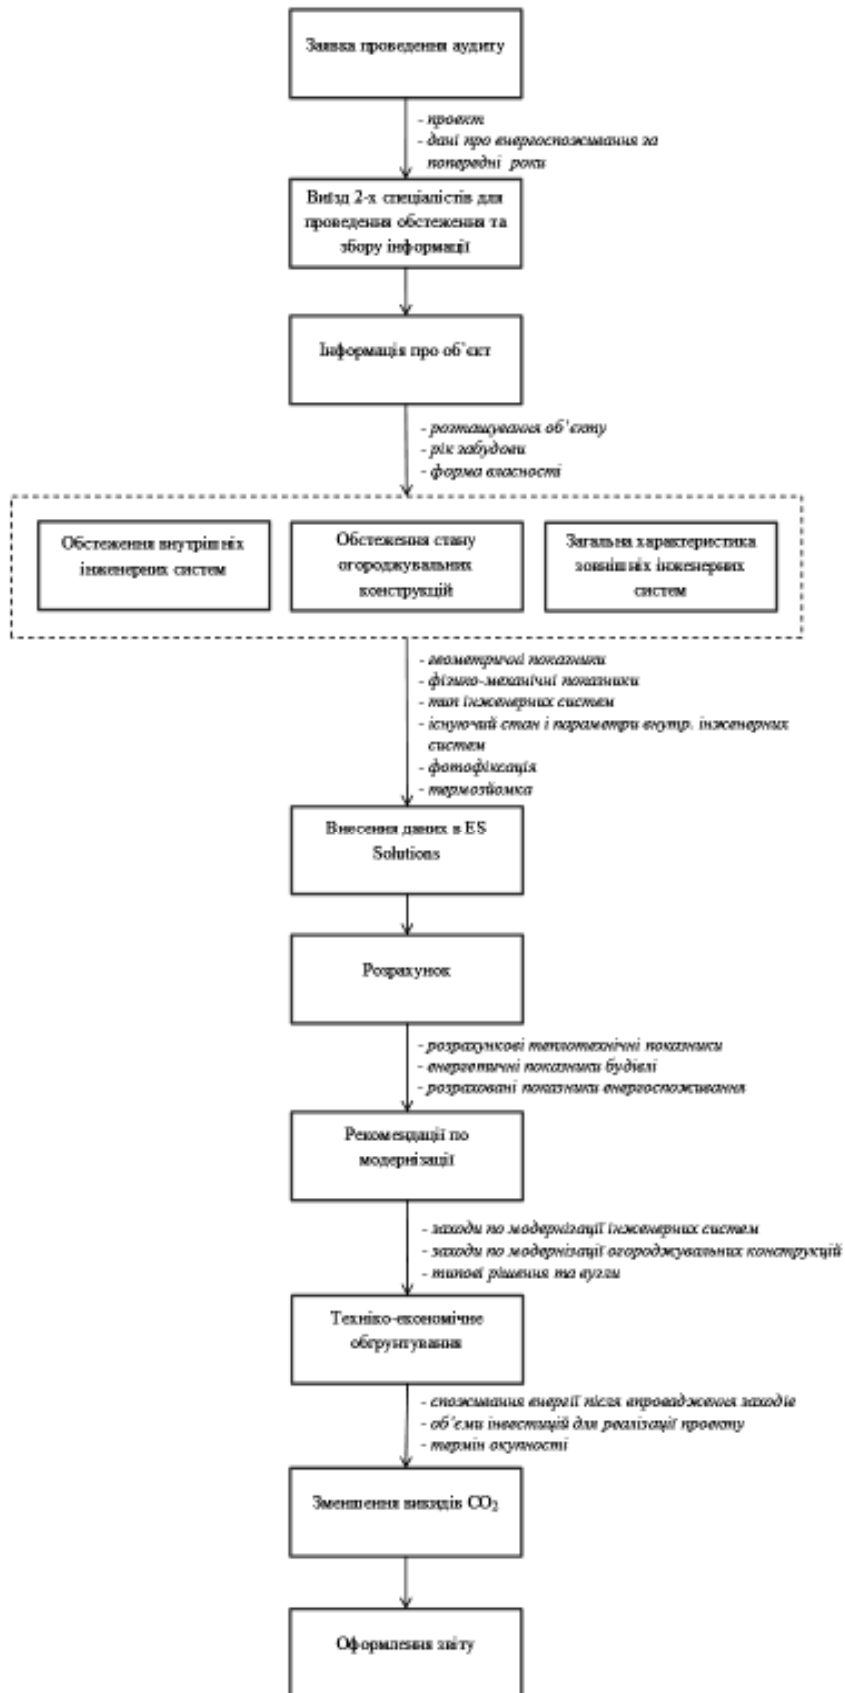 Заявка проведення аудиту
- проект
- дані про енергоспоживання за
попередні роки
Виїзд 2-х спеціалістів для
проведення обстеження та
збору інформації
Інформація про об`єкт
- розташування об'єкту
- рік забудови
- форма власності
Обстеження внутрішніх
інженерних систем
Обстеження стану
огороджувальних
конструкцій
Загальна характеристика
зовнішніх інженерних
систем
- геометричні показники
- фізико-механічні показники
- тип інженерних систем
- існуючий стан і параметри внутр. інженерних
систем
- фотофіксація
- термозйомка
Внесення даних в ES
Solutions
Розрахунок
- розрахункові теплотехнічні показники
- енергетичні показники будівлі
- розраховані показники енергоспоживання
Рекомендації по
модернізації
- заходи по модернізації інженерних систем
- заходи по модернізації огороджувальних конструкцій
- типові рішення та вузли
Техніко-економічне
обґрунтування
- споживання енергії після впровадження заходів
- об'єми інвестицій для реалізації проекту
- термін окупності
Зменшення викидів CO₂
Оформлення звіту